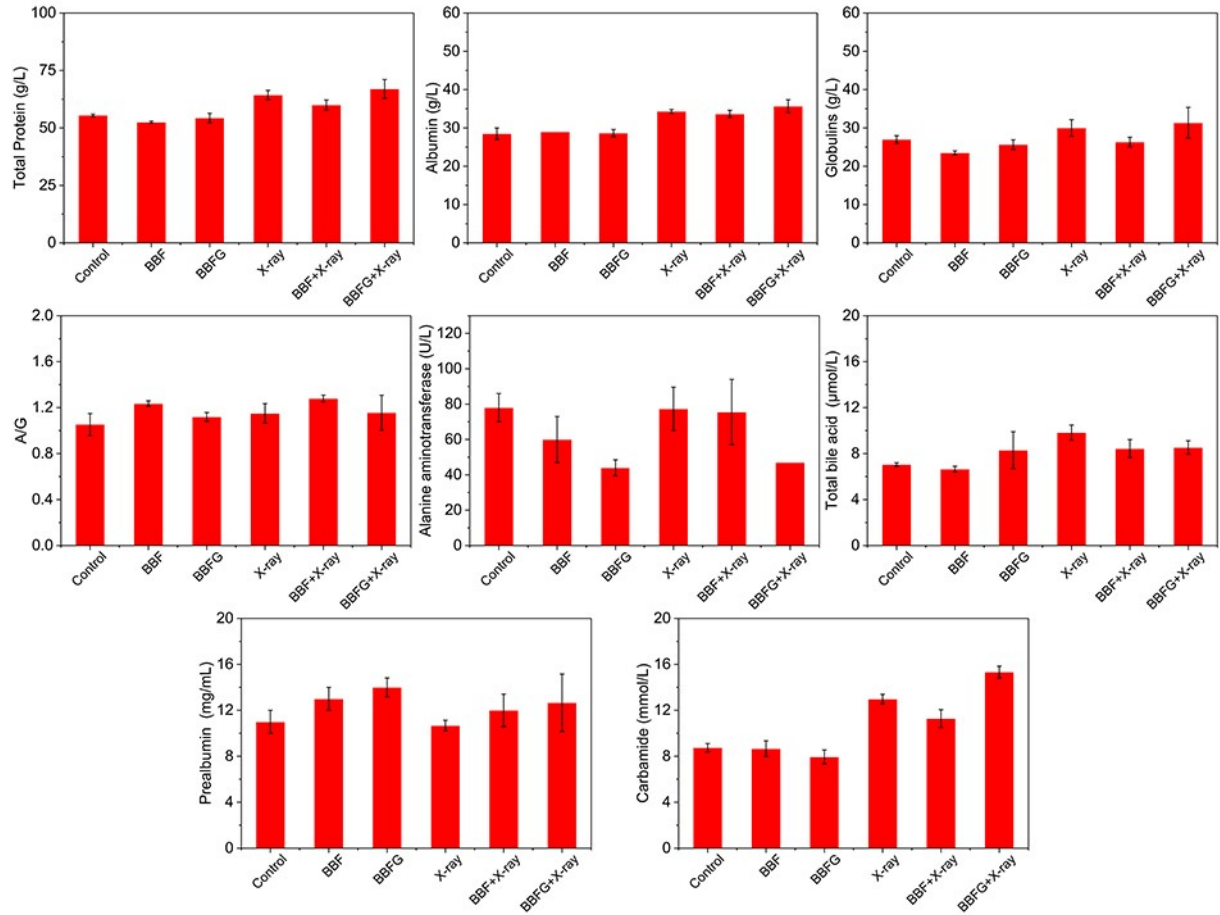 Total Protein (g/L)
100
75
50
25
0
Control
BBF
BBFG
X-ray
BBF+X-ray
BBFG+X-ray
Albumin (g/L)
60
50
40
30
20
10
0
Control
BBF
BBFG
X-ray
BBF+X-ray
BBFG+X-ray
Globulins (g/L)
60
50
40
30
20
10
0
Control
BBF
BBFG
X-ray
BBF+X-ray
BBFG+X-ray
A/G
2.0
1.6
1.2
0.8
0.4
0.0
Control
BBF
BBFG
X-ray
BBF+X-ray
BBFG+X-ray
Alanine aminotransferase (U/L)
120
100
80
60
40
20
0
Control
BBF
BBFG
X-ray
BBF+X-ray
BBFG+X-ray
Total bile acid (μmol/L)
20
16
12
8
4
0
Control
BBF
BBFG
X-ray
BBF+X-ray
BBFG+X-ray
Prealbumin (mg/mL)
20
16
12
8
4
0
Control
BBF
BBFG
X-ray
BBF+X-ray
BBFG+X-ray
Carbamide (mmol/L)
20
16
12
8
4
0
Control
BBF
BBFG
X-ray
BBF+X-ray
BBFG+X-ray